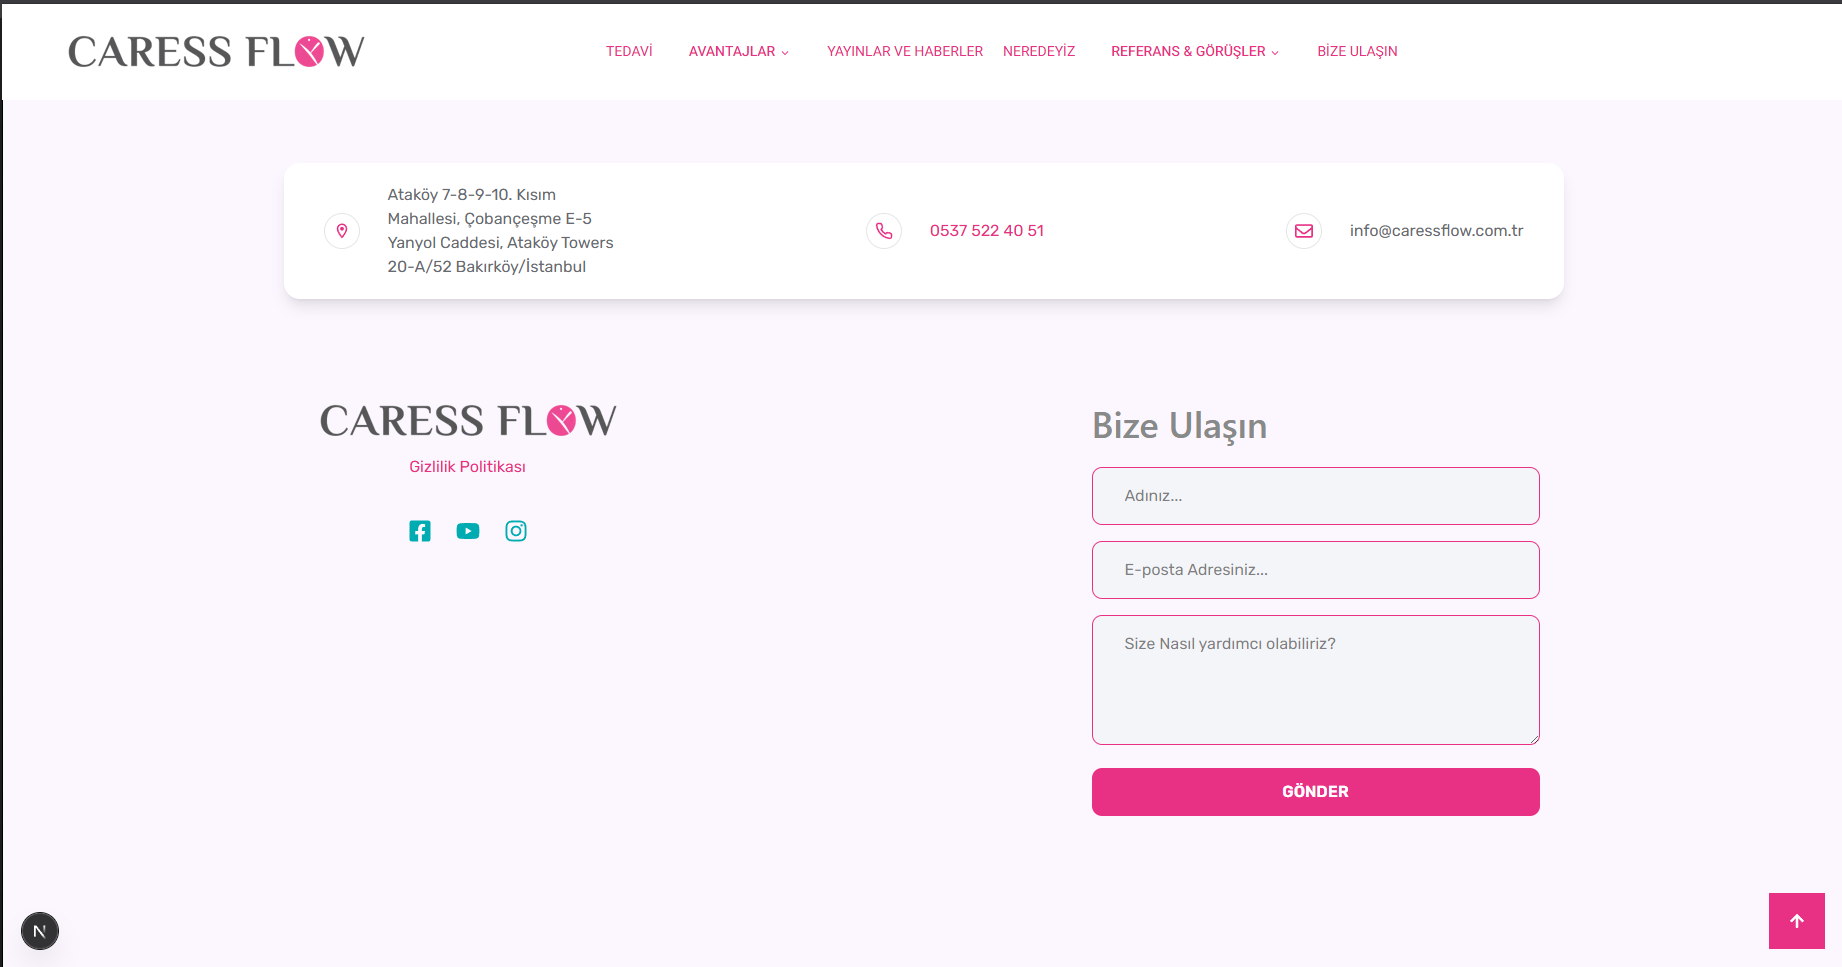 CARESS FLOW
TEDAVİ
AVANTAJLAR
YAYINLAR VE HABERLER
NEREDEYİZ
REFERANS & GÖRÜŞLER
BİZE ULAŞIN
Ataköy 7-8-9-10. Kısım
Mahallesi, Çobançeşme E-5
Yanyol Caddesi, Ataköy Towers
20-A/52 Bakırköy/İstanbul
0537 522 40 51
info@caressflow.com.tr
CARESS FLOW
Gizlilik Politikası
Bize Ulaşın
Adınız...
E-posta Adresiniz...
Size Nasıl yardımcı olabiliriz?
GÖNDER
N